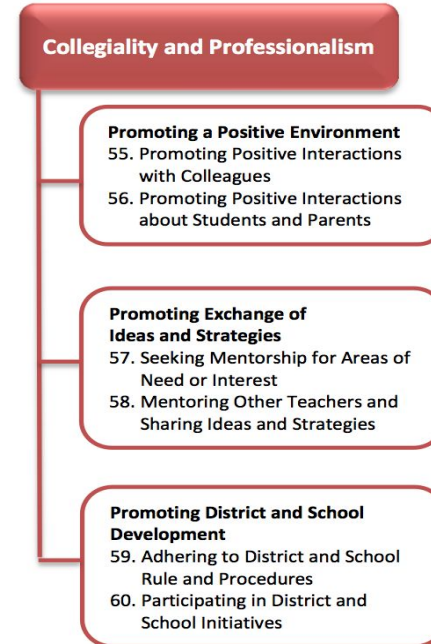 Collegiality and Professionalism
Promoting a Positive Environment
55. Promoting Positive Interactions
with Colleagues
56. Promoting Positive Interactions
about Students and Parents
Promoting Exchange of
Ideas and Strategies
57. Seeking Mentorship for Areas of
Need or Interest
58. Mentoring Other Teachers and
Sharing Ideas and Strategies
Promoting District and School
Development
59. Adhering to District and School
Rule and Procedures
60. Participating in District and
School Initiatives